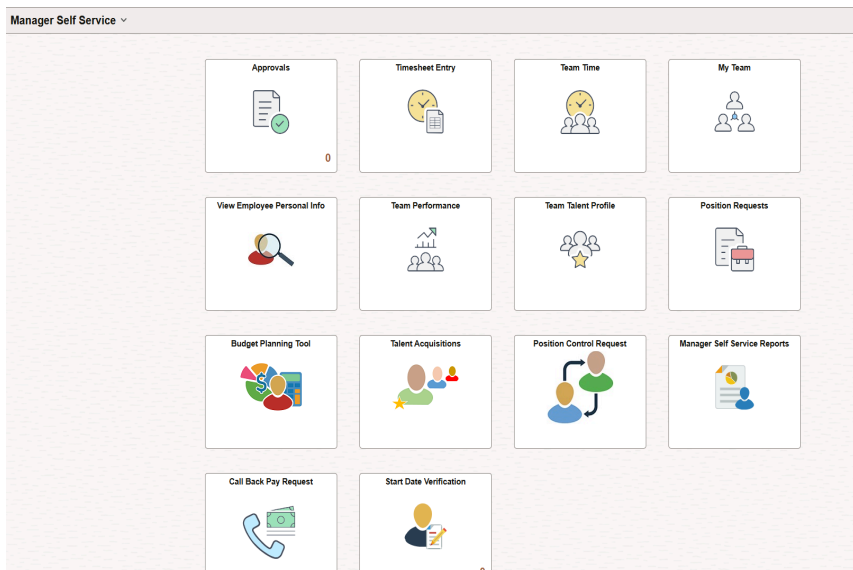 Manager Self Service
Approvals
Timesheet Entry
Team Time
My Team
0
View Employee Personal Info
Team Performance
Team Talent Profile
Position Requests
Budget Planning Tool
Talent Acquisitions
Position Control Request
Manager Self Service Reports
$
Call Back Pay Request
Start Date Verification